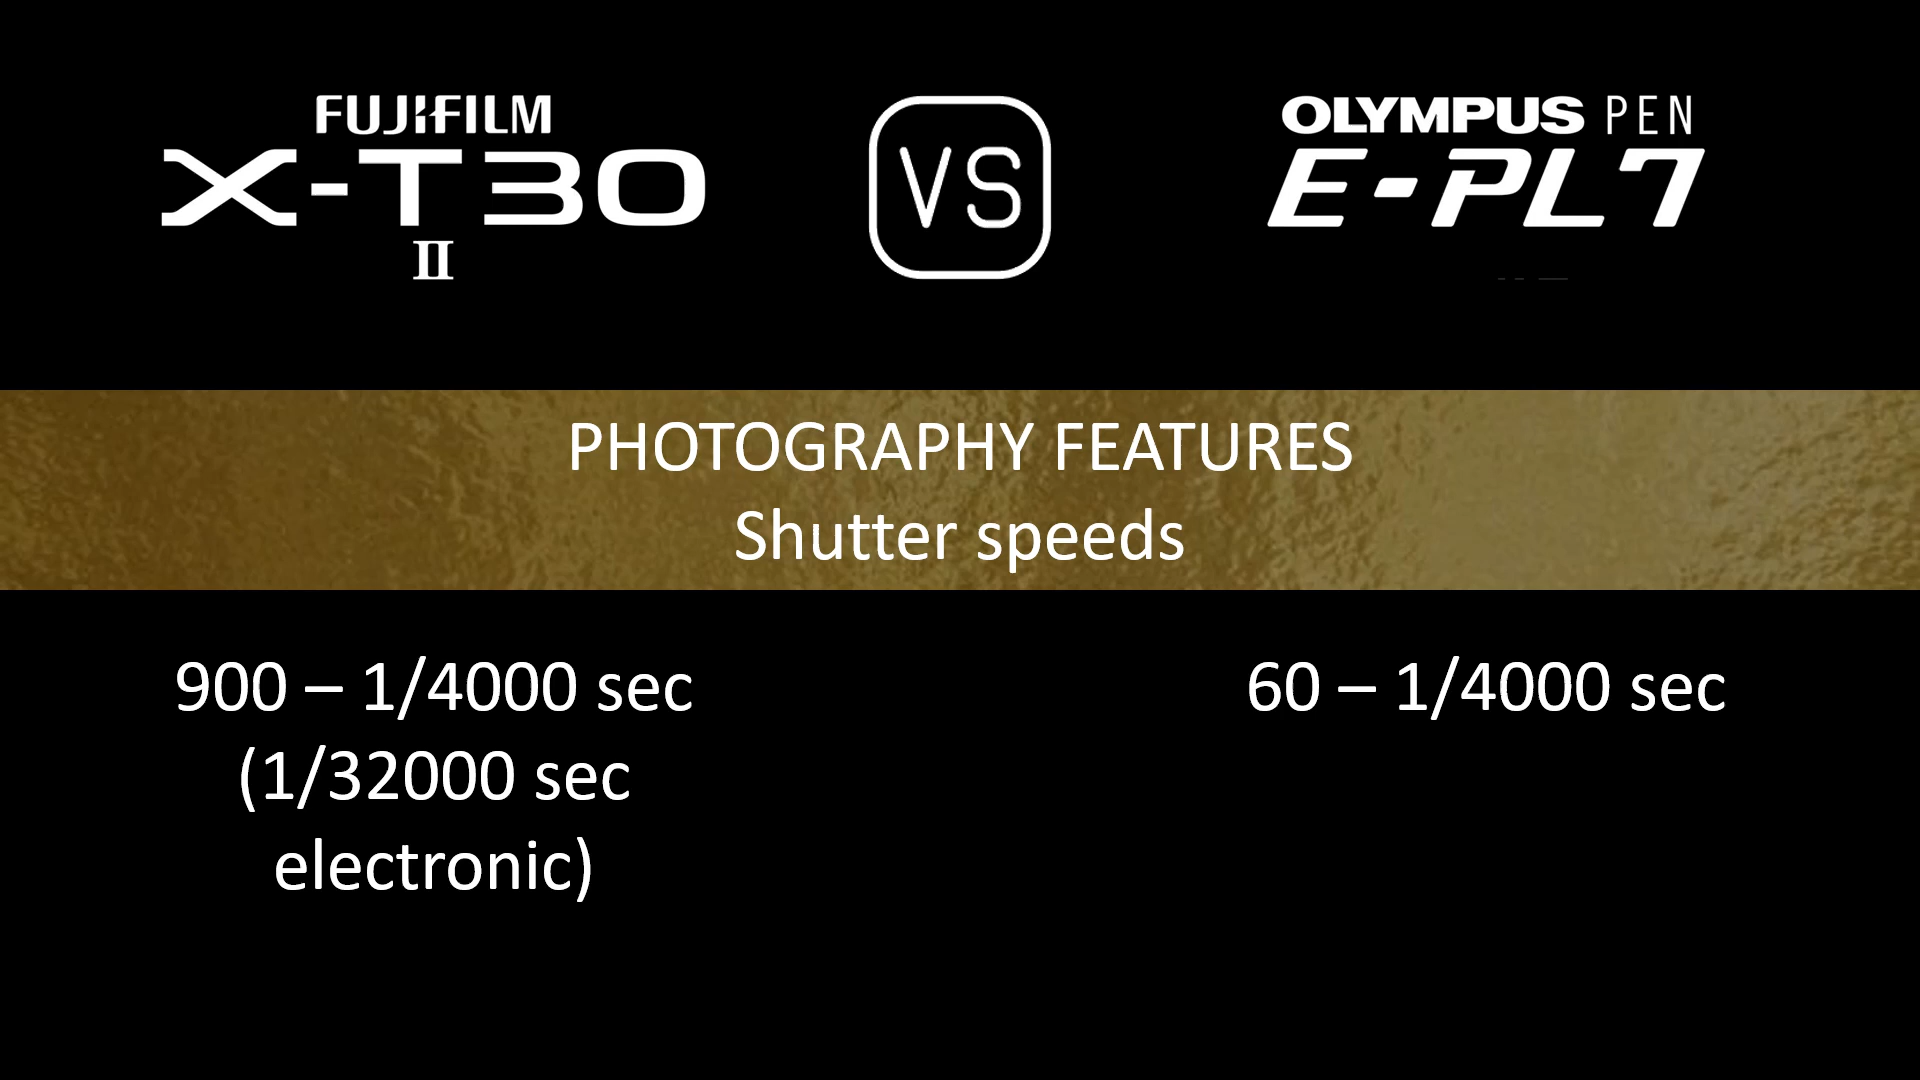 FUJIFILM
X-T30
II
VS
OLYMPUS PEN
E-PL7
PHOTOGRAPHY FEATURES
Shutter speeds
900 – 1/4000 sec
(1/32000 sec
electronic)
60 – 1/4000 sec